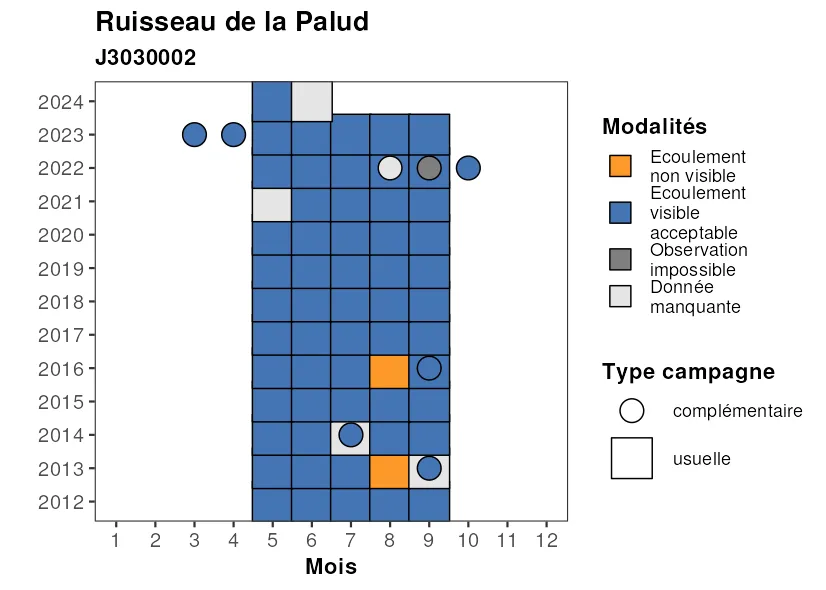 Ruisseau de la Palud
J3030002
2024
2023
2022
2021
2020
2019
2018
2017
2016
2015
2014
2013
2012
1 2 3 4 5 6 7 8 9 10 11 12
Mois
Modalités
Ecoulement
non visible
Ecoulement
visible
acceptable
Observation
impossible
Donnée
manquante
Type campagne
complémentaire
usuelle